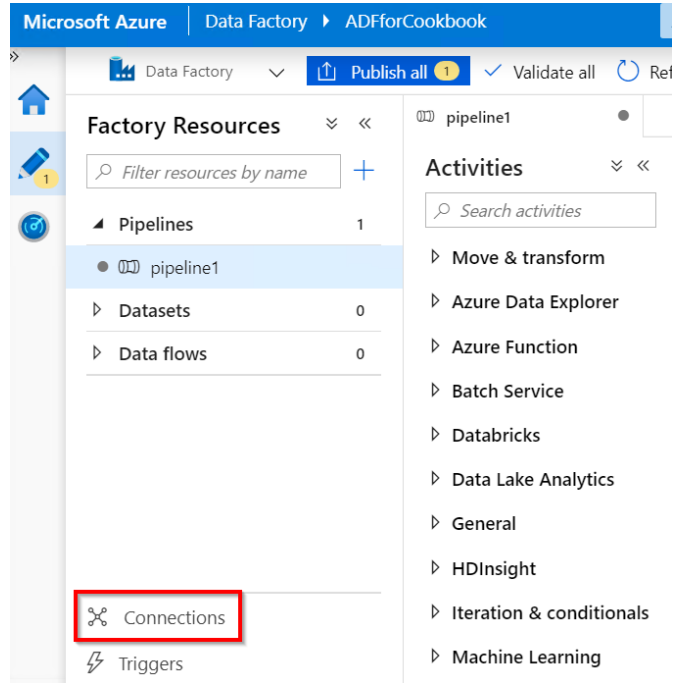 Microsoft Azure Data Factory ADFforCookbook
Data Factory Publish all 1 Validate all Ref
Factory Resources
1
Filter resources by name
Pipelines 1
pipeline1
Datasets 0
Data flows 0
Connections
Triggers
pipeline1
Activities
Search activities
Move & transform
Azure Data Explorer
Azure Function
Batch Service
Databricks
Data Lake Analytics
General
HDInsight
Iteration & conditionals
Machine Learning